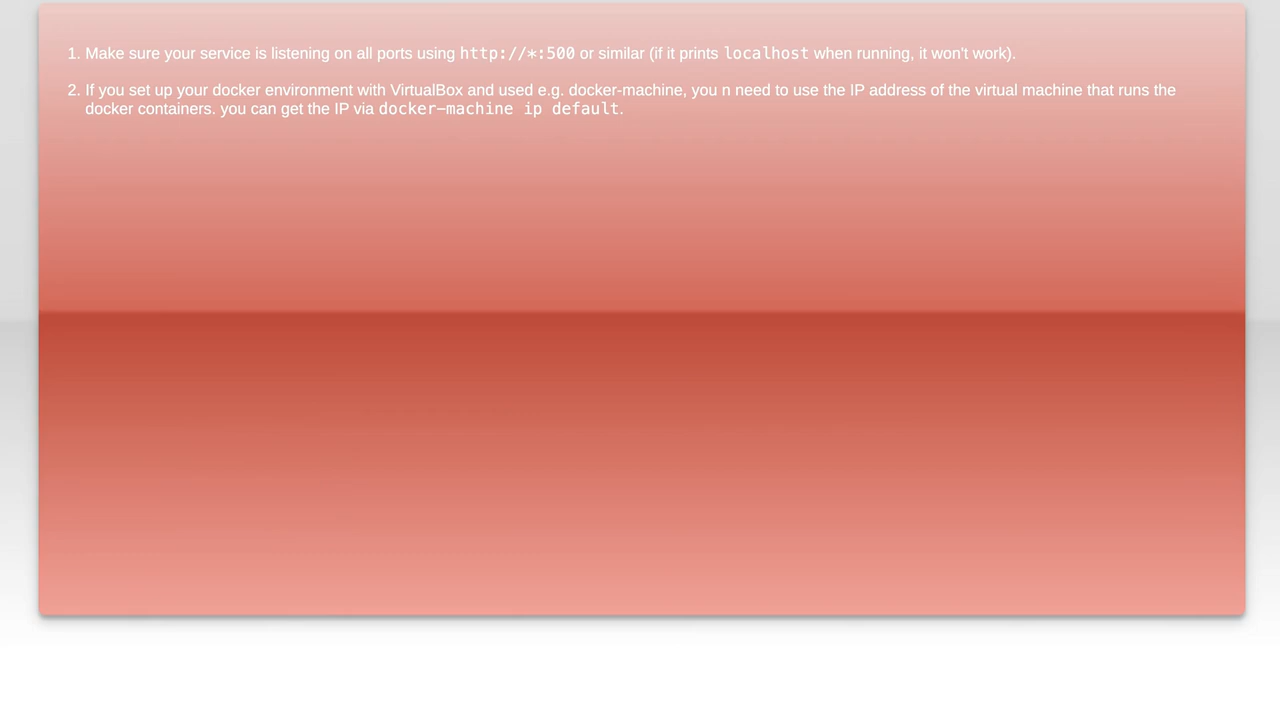 1. Make sure your service is listening on all ports using http://*:500 or similar (if it prints localhost when running, it won't work).
2. If you set up your docker environment with VirtualBox and used e.g. docker-machine, you n need to use the IP address of the virtual machine that runs the
docker containers. you can get the IP via docker-machine ip default.